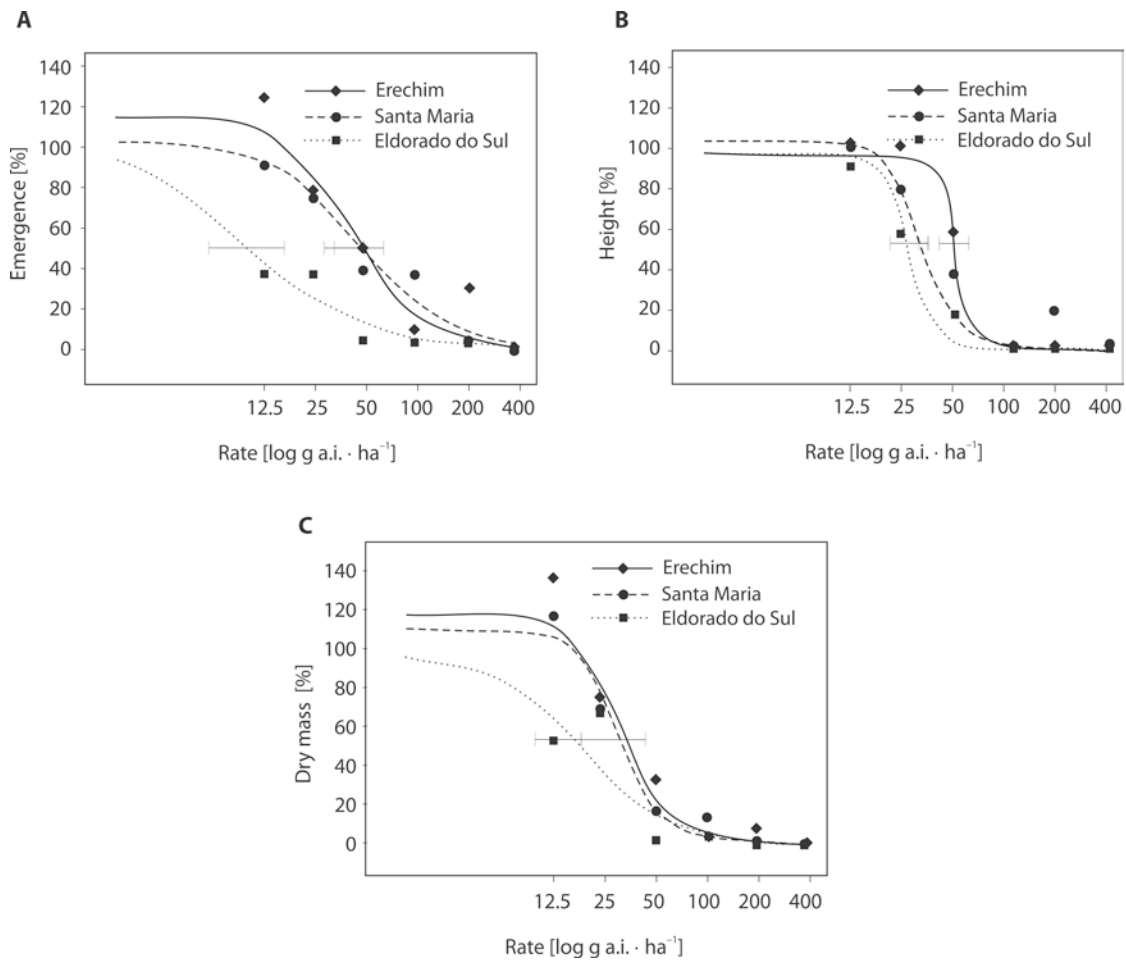 A
140
120
100
80
60
40
20
0
Emergence [%]
Erechim
Santa Maria
Eldorado do Sul
12.5 25 50 100 200 400
Rate [log g a.i. · ha⁻¹]
B
140
120
100
80
60
40
20
0
Height [%]
Erechim
Santa Maria
Eldorado do Sul
12.5 25 50 100 200 400
Rate [log g a.i. · ha⁻¹]
C
140
120
100
80
60
40
20
0
Dry mass [%]
Erechim
Santa Maria
Eldorado do Sul
12.5 25 50 100 200 400
Rate [log g a.i. · ha⁻¹]